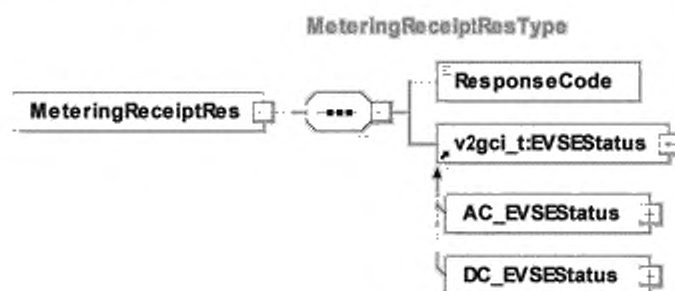 MeteringReceiptResType
MeteringReceiptRes
ResponseCode
v2gci_t:EVSEStatus
AC_EVSEStatus
DC_EVSEStatus